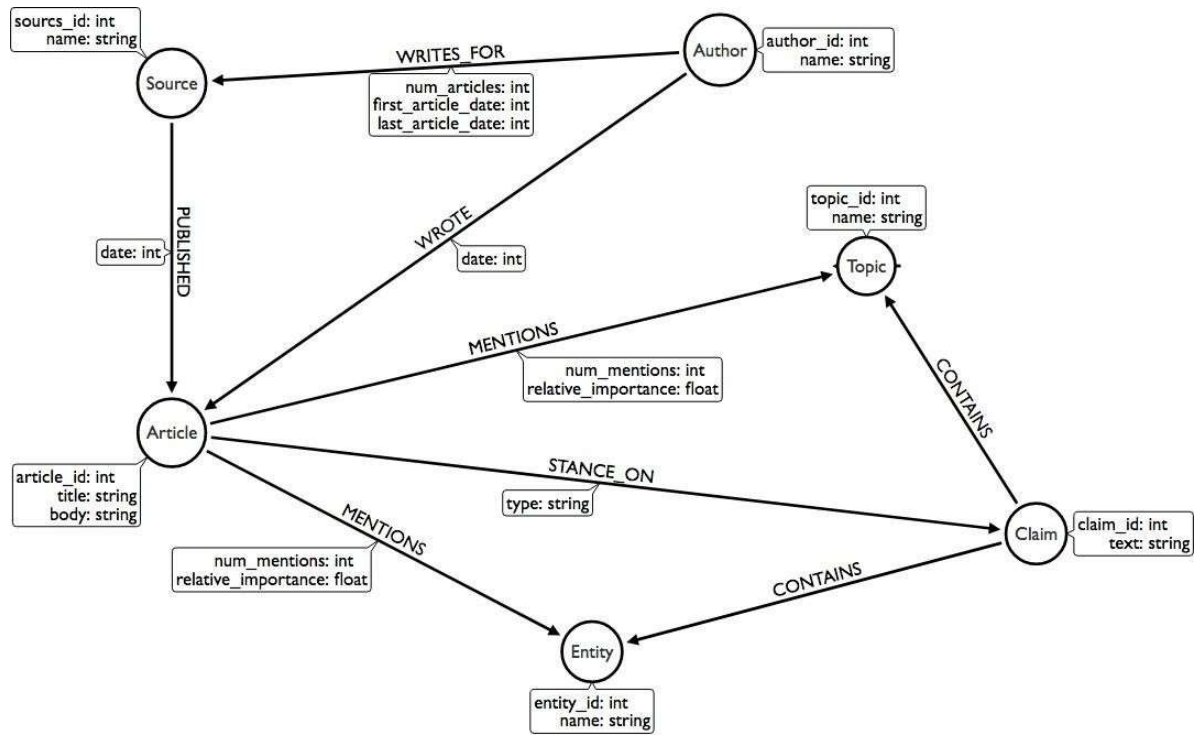 sourcs_id: int
name: string
Source
WRITES_FOR
num_articles: int
first_article_date: int
last_article_date: int
Author
author_id: int
name: string
PUBLISHED
date: int
WROTE
date: int
topic_id: int
name: string
Topic
MENTIONS
num_mentions: int
relative_importance: float
CONTAINS
Article
article_id: int
title: string
body: string
STANCE_ON
type: string
MENTIONS
num_mentions: int
relative_importance: float
Claim
claim_id: int
text: string
CONTAINS
Entity
entity_id: int
name: string